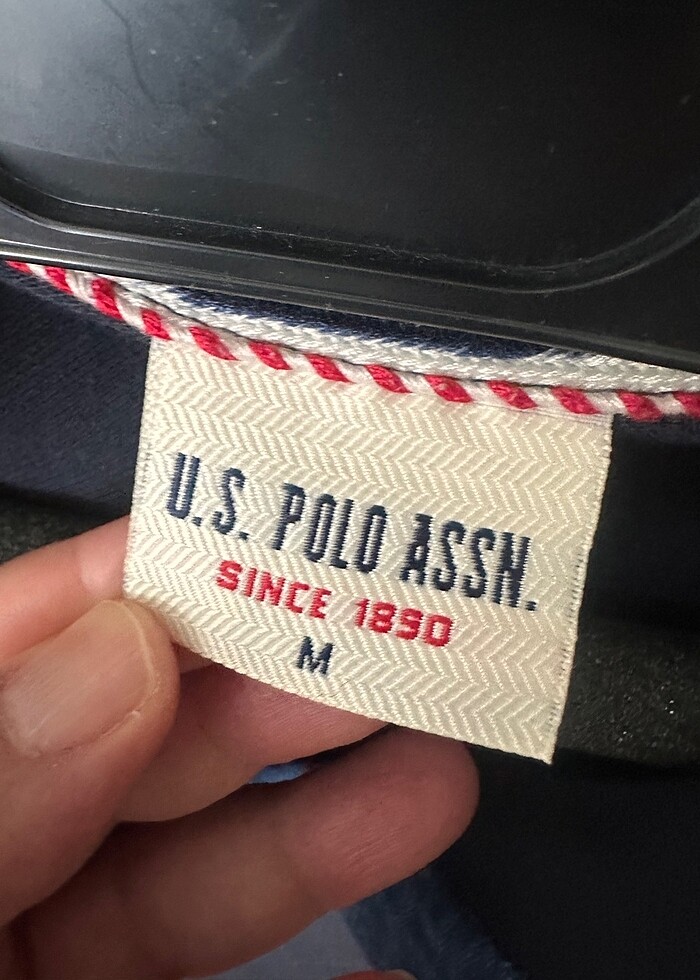 U.S. POLO ASSN.
SINCE 1890
M